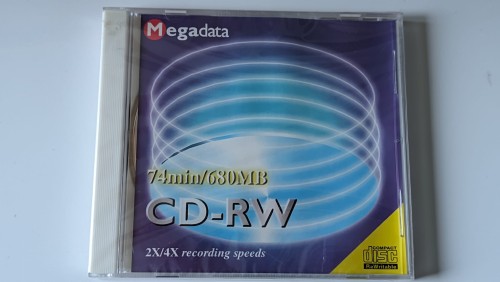 Megadata
74min/680MB
CD-RW
2X/4X recording speeds
COMPACT
disc
ReWritable